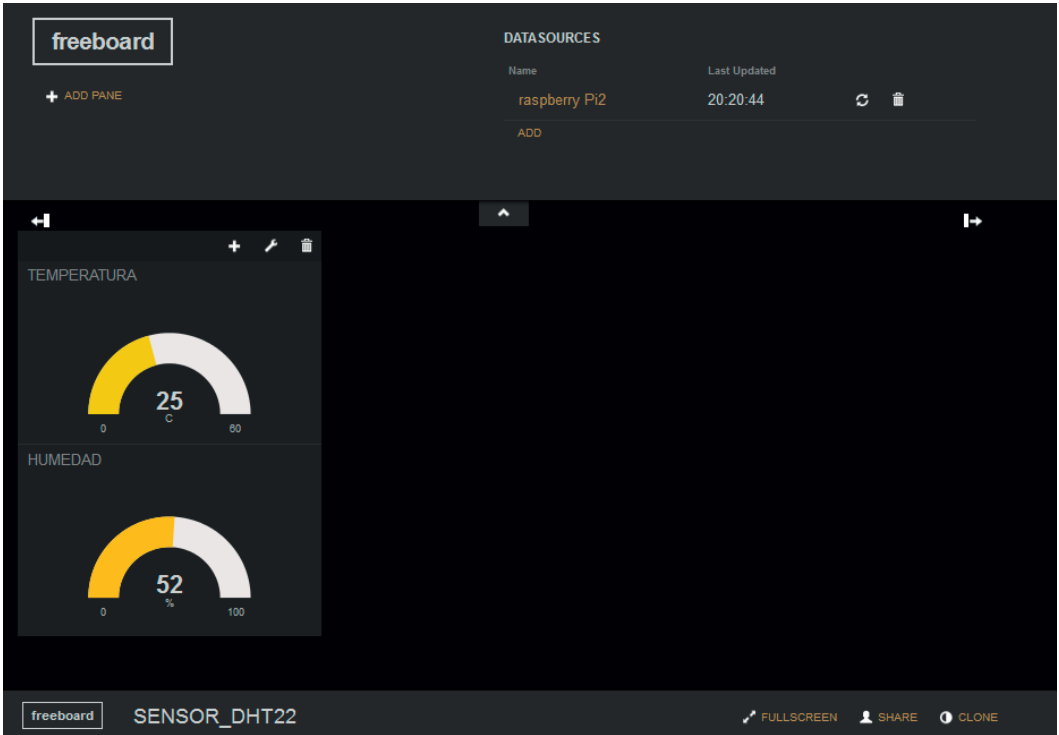 freeboard
ADD PANE
DATASOURCES
Name Last Updated
raspberry Pi2 20:20:44
ADD
TEMPERATURA
25
C
0 60
HUMEDAD
52
%
0 100
freeboard SENSOR_DHT22 FULLSCREEN SHARE CLONE